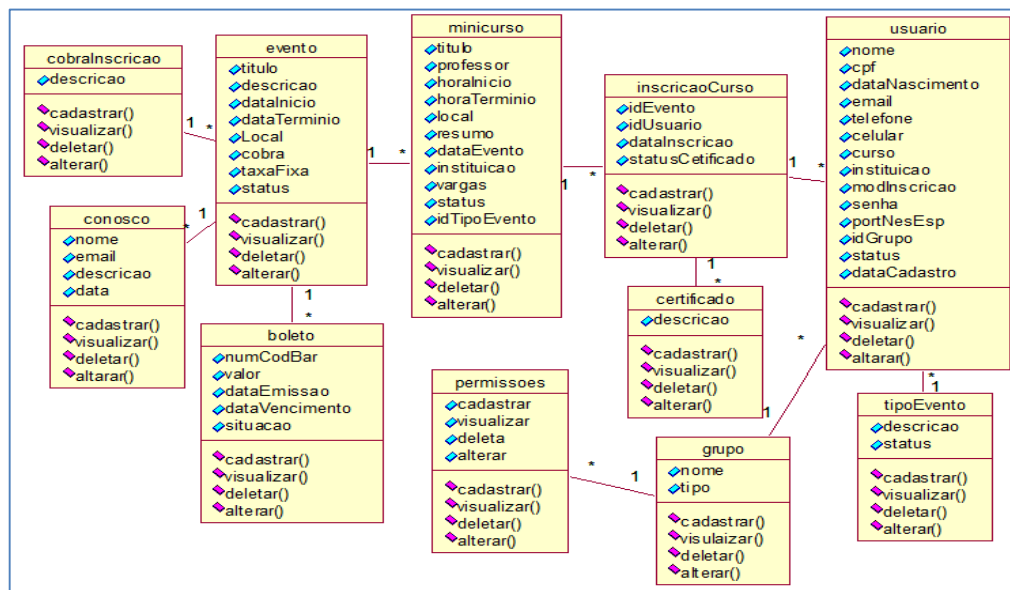 cobraInscricao
descricao
cadastrar()
visualizar()
deletar()
alterar()
1
*
evento
titulo
descricao
dataInicio
dataTerminio
Local
cobra
taxaFixa
status
cadastrar()
visualizar()
deletar()
alterar()
1
*
minicurso
titulo
professor
horaInicio
horaTerminio
local
resumo
dataEvento
instituicao
vargas
status
idTipoEvento
cadastrar()
visualizar()
deletar()
alterar()
1
*
inscricaoCurso
idEvento
idUsuario
dataInscricao
statusCetificado
cadastrar()
visualizar()
deletar()
alterar()
1
*
usuario
nome
cpf
dataNascimento
email
telefone
celular
curso
instituicao
modInscricao
senha
portNesEsp
idGrupo
status
dataCadastro
cadastrar()
visualizar()
deletar()
altarar()
conosco
nome
email
descricao
data
cadastrar()
visualizar()
deletar()
altarar()
1
*
1
*
boleto
numCodBar
valor
dataEmissao
dataVencimento
situacao
cadastrar()
visualizar()
deletar()
alterar()
1
*
certificado
descricao
cadastrar()
visualizar()
deletar()
alterar()
permissoes
cadastrar
visualizar
deleta
alterar
cadastrar()
visualizar()
deletar()
alterar()
*
1
grupo
nome
tipo
cadastrar()
visulaizar()
deletar()
alterar()
1
*
*
1
tipoEvento
descricao
status
cadastrar()
visualizar()
deletar()
alterar()